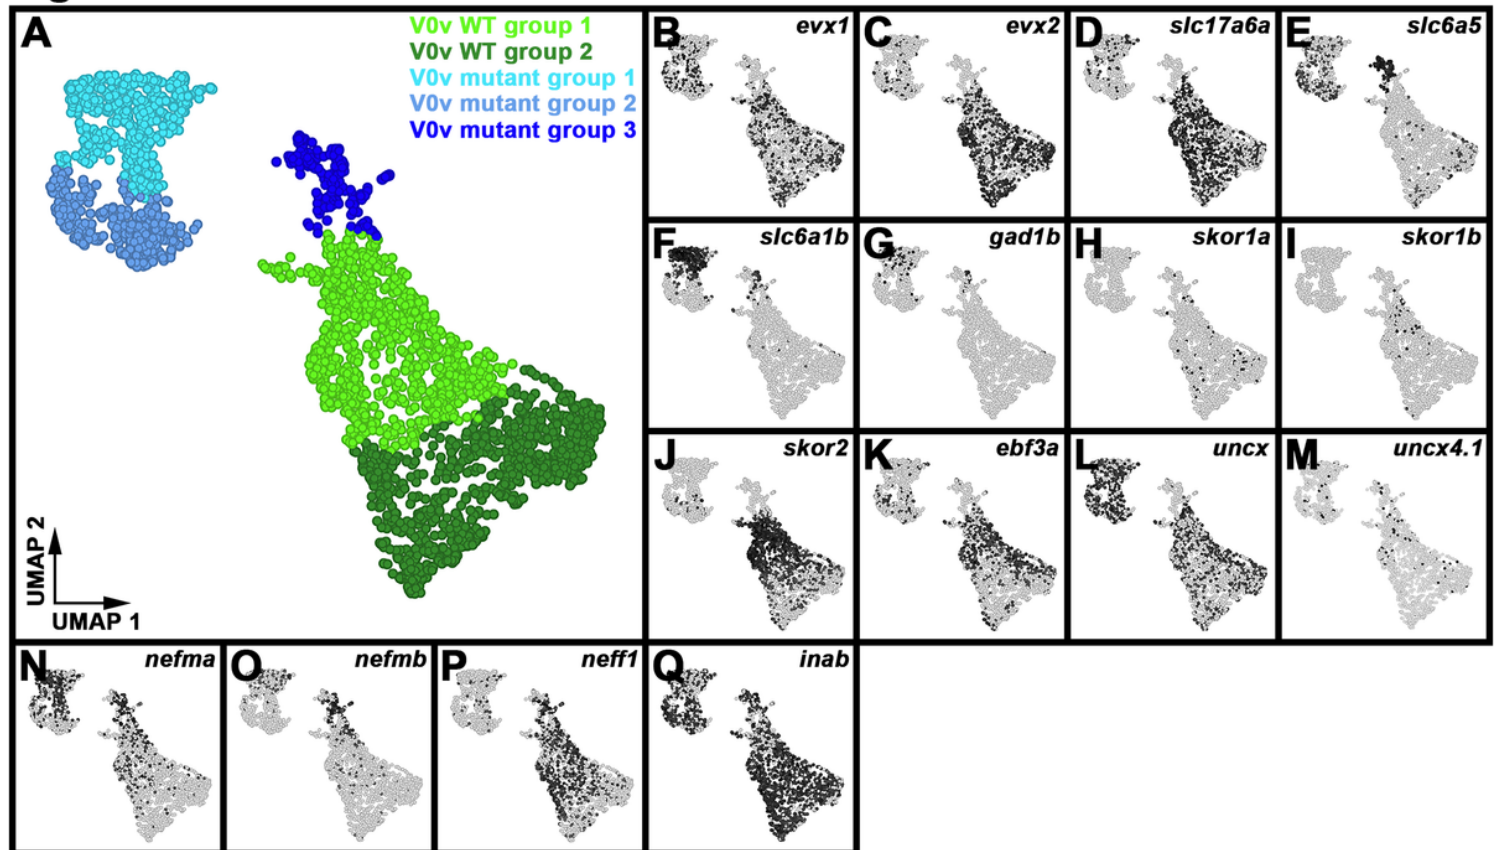 A
V0v WT group 1
V0v WT group 2
V0v mutant group 1
V0v mutant group 2
V0v mutant group 3
UMAP 2
UMAP 1
B evx1
C evx2
D slc17a6a
E slc6a5
F slc6a1b
G gad1b
H skor1a
I skor1b
J skor2
K ebf3a
L uncx
M uncx4.1
N nefma
O nefmb
P neff1
Q inab